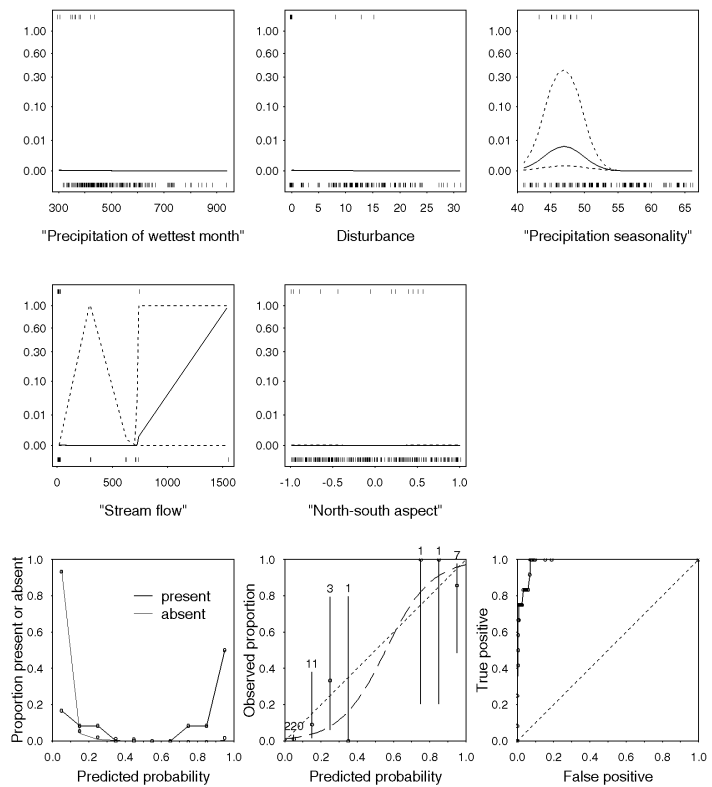 1.00
0.60
0.30
0.10
0.01
0.00
300 500 700 900
"Precipitation of wettest month"
1.00
0.60
0.30
0.10
0.01
0.00
0 5 10 15 20 25 30
Disturbance
1.00
0.60
0.30
0.10
0.01
0.00
40 45 50 55 60 65
"Precipitation seasonality"
1.00
0.60
0.30
0.10
0.01
0.00
0 500 1000 1500
"Stream flow"
1.00
0.60
0.30
0.10
0.01
0.00
-1.0 -0.5 0.0 0.5 1.0
"North-south aspect"
Proportion present or absent
1.0
0.8
0.6
0.4
0.2
0.0
present
absent
0.0 0.2 0.4 0.6 0.8 1.0
Predicted probability
Observed proportion
1.0
0.8
0.6
0.4
0.2
0.0
220 11 3 1 1 1 7
0.0 0.2 0.4 0.6 0.8 1.0
Predicted probability
True positive
1.0
0.8
0.6
0.4
0.2
0.0
0.0 0.2 0.4 0.6 0.8 1.0
False positive